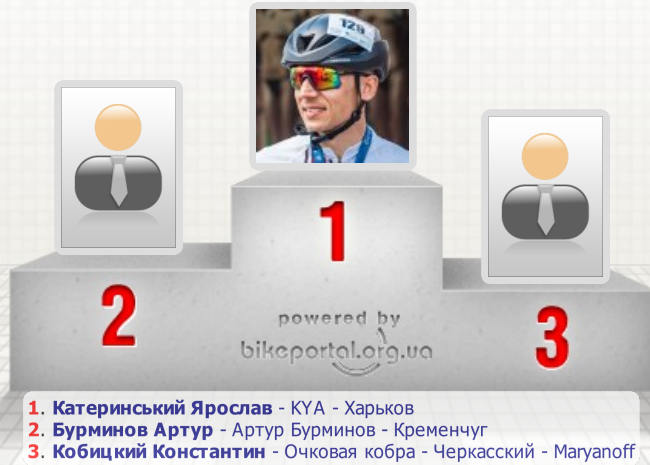 128
1
2
3
powered by
bikeportal.org.ua
1. Катеринський Ярослав - KYA - Харьков
2. Бурминов Артур - Артур Бурминов - Кременчуг
3. Кобицкий Константин - Очковая кобра - Черкасский - Maryanoff